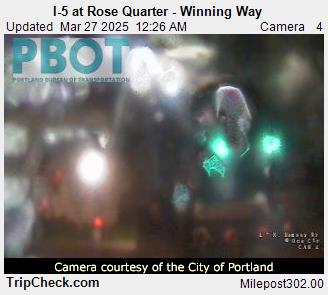 I-5 at Rose Quarter - Winning Way
Updated  Mar 27 2025  12:26 AM    Camera  4
PBOT
PORTLAND BUREAU OF TRANSPORTATION
Camera courtesy of the City of Portland
TripCheck.com    Milepost302.00